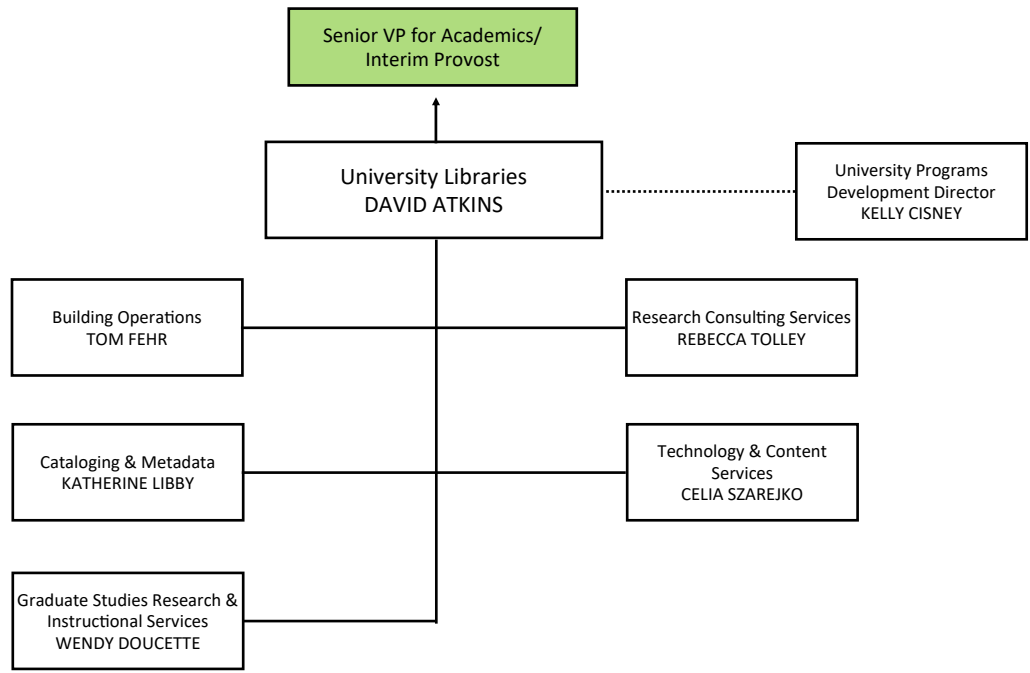 Senior VP for Academics/
Interim Provost
University Libraries
DAVID ATKINS
University Programs
Development Director
KELLY CISNEY
Building Operations
TOM FEHR
Research Consulting Services
REBECCA TOLLEY
Cataloging & Metadata
KATHERINE LIBBY
Technology & Content
Services
CELIA SZAREJKO
Graduate Studies Research &
Instructional Services
WENDY DOUCETTE